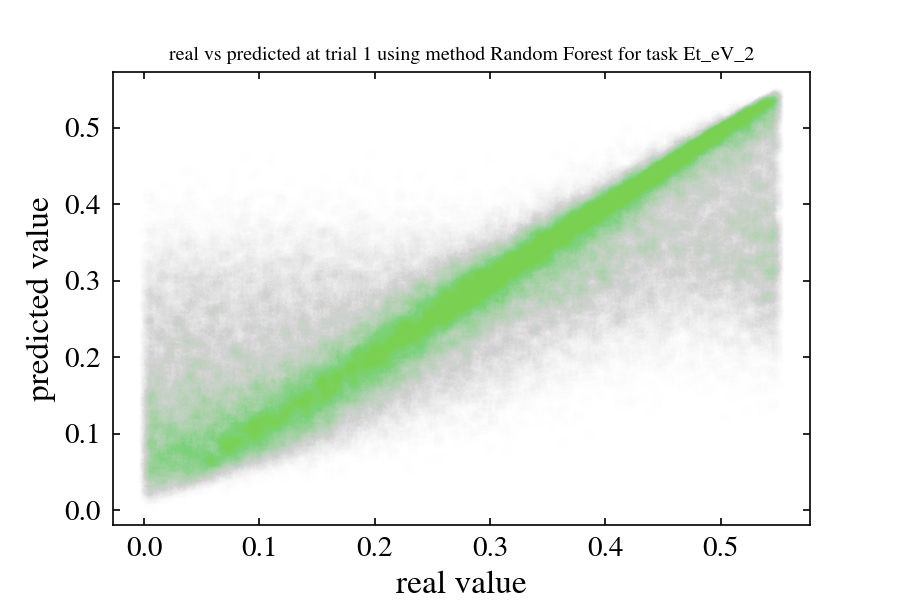 real vs predicted at trial 1 using method Random Forest for task Et_eV_2
predicted value
0.5
0.4
0.3
0.2
0.1
0.0
0.0 0.1 0.2 0.3 0.4 0.5
real value